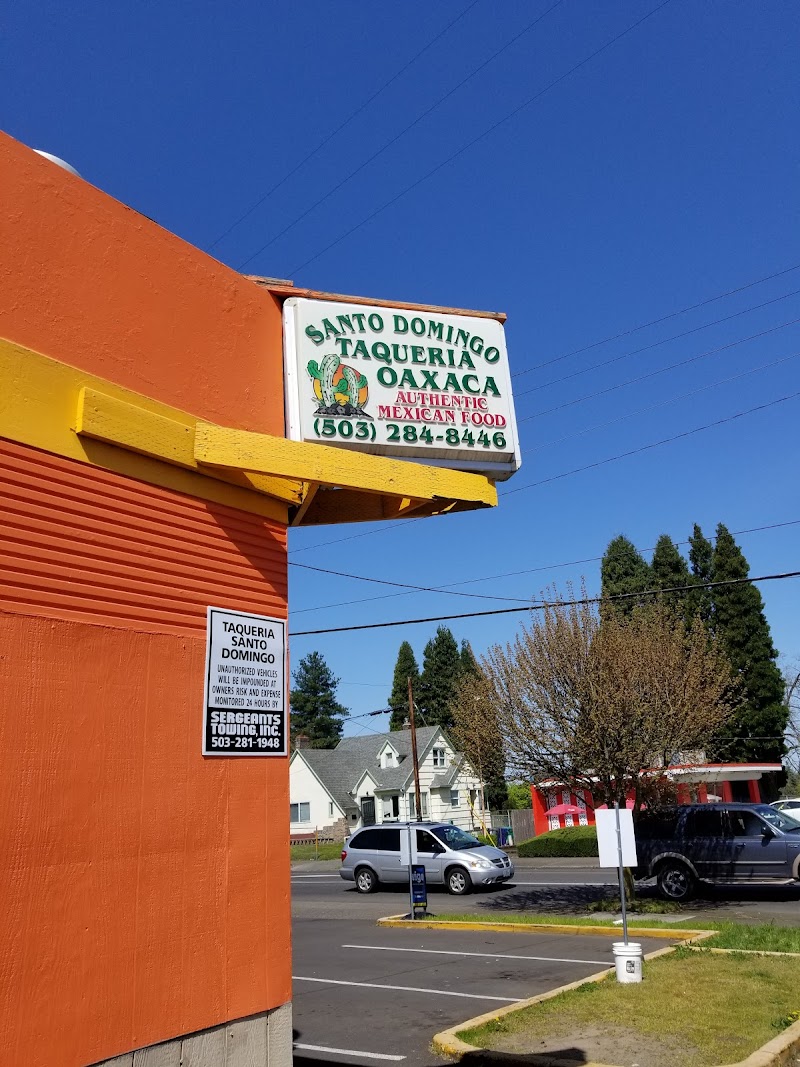 SANTO DOMINGO
TAQUERIA
OAXACA
AUTHENTIC
MEXICAN FOOD
(503) 284-8446
TAQUERIA
SANTO
DOMINGO
UNAUTHORIZED VEHICLES
WILL BE IMPOUNDED AT
OWNERS RISK AND EXPENSE
MONITORED 24 HOURS BY
SERGEANTS
TOWING, INC.
503-281-1948